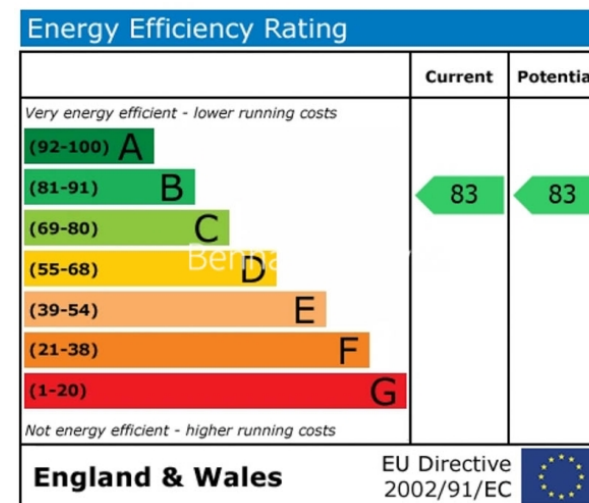 Energy Efficiency Rating
Current Potentia
Very energy efficient - lower running costs
(92-100) A
(81-91) B 83 83
(69-80) C
(55-68) D
(39-54) E
(21-38) F
(1-20) G
Not energy efficient - higher running costs
England & Wales
EU Directive
2002/91/EC